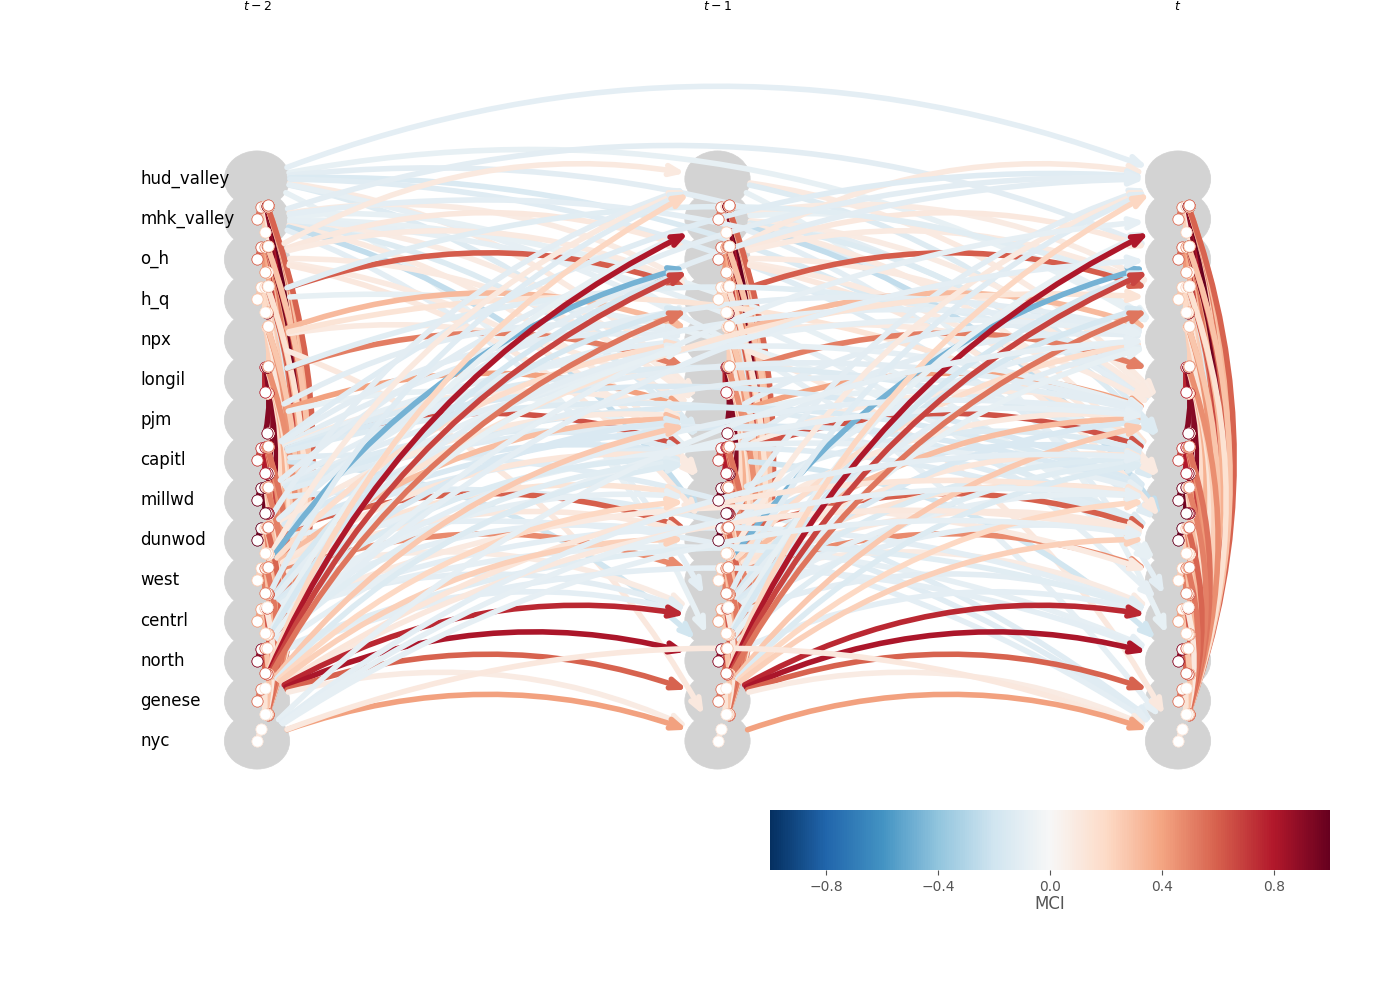 t − 2 t − 1 t
hud_valley
mhk_valley
o_h
h_q
npx
longil
pjm
capitl
millwd
dunwod
west
centrl
north
genese
nyc
−0.8 −0.4 0.0 0.4 0.8
MCI